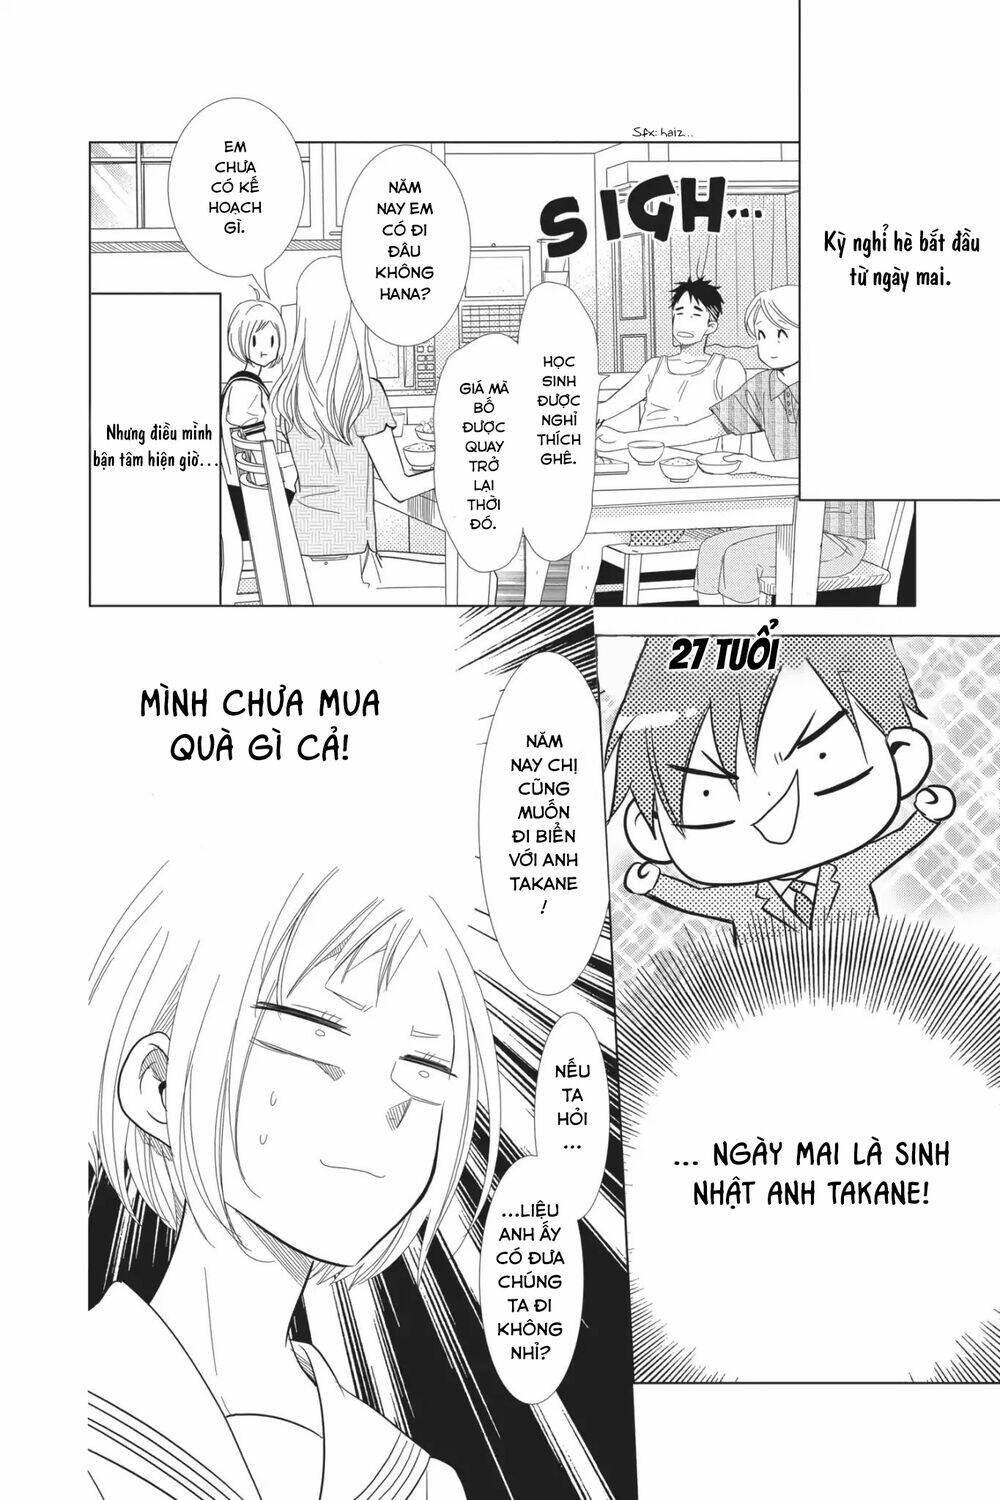 Kỳ nghỉ hè bắt đầu
từ ngày mai.
Sfx: haiz...
SIGH...
HỌC
SINH
ĐƯỢC
NGHỈ
THÍCH
GHÊ.
GIÁ MÀ
BỐ
ĐƯỢC
QUAY
TRỞ
LẠI
THỜI
ĐÓ.
NĂM
NAY EM
CÓ ĐI
ĐÂU
KHÔNG
HANA?
EM
CHƯA
CÓ KẾ
HOẠCH
GÌ.
Nhưng điều mình
bận tâm hiện giờ...
27 TUỔI
... NGÀY MAI LÀ SINH
NHẬT ANH TAKANE!
NĂM
NAY CHỊ
CŨNG
MUỐN
ĐI BIỂN
VỚI ANH
TAKANE
!
NẾU
TA
HỎI
...
...LIỆU
ANH ẤY
CÓ ĐƯA
CHÚNG
TA ĐI
KHÔNG
NHỈ?
MÌNH CHƯA MUA
QUÀ GÌ CẢ!